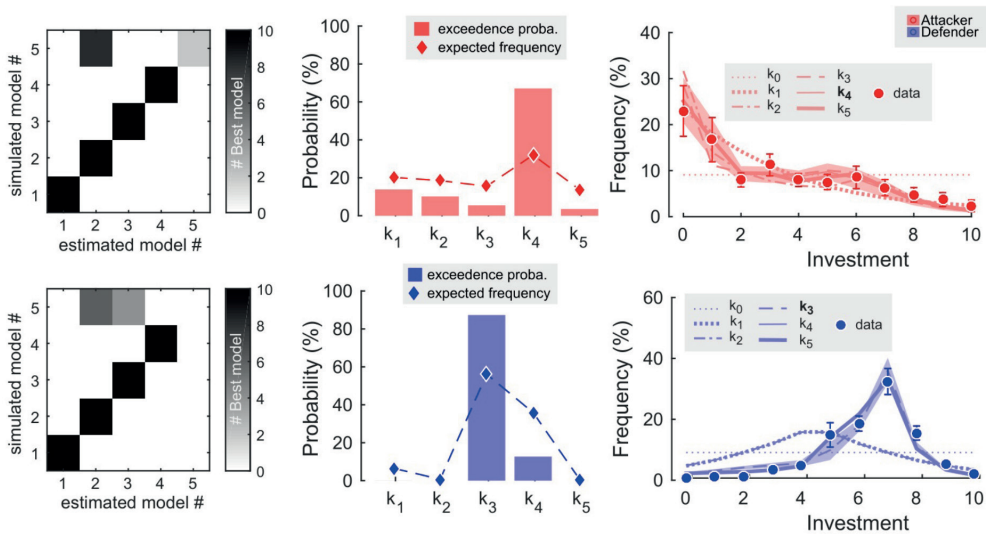 simulated model #
5
4
3
2
1
1 2 3 4 5
estimated model #
10
8
6
4
2
0
# Best model
exceedence proba.
expected frequency
Probability (%)
100
80
60
40
20
0
k1 k2 k3 k4 k5
Attacker
Defender
Frequency (%)
40
30
20
10
0
k0 k3
k1 k4 data
k2 k5
0 2 4 6 8 10
Investment
simulated model #
5
4
3
2
1
1 2 3 4 5
estimated model #
10
8
6
4
2
0
# Best model
exceedence proba.
expected frequency
Probability (%)
100
80
60
40
20
0
k1 k2 k3 k4 k5
Frequency (%)
60
40
20
0
k0 k3
k1 k4 data
k2 k5
0 2 4 6 8 10
Investment